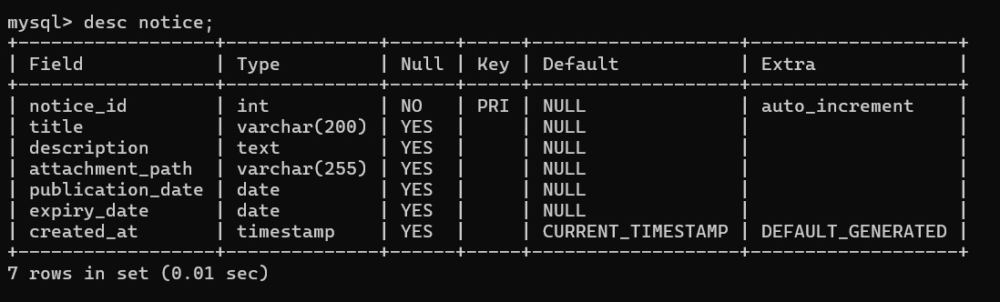 mysql> desc notice;
+------------------+--------------+------+-----+-------------------+-------------------+
| Field            | Type         | Null | Key | Default           | Extra             |
+------------------+--------------+------+-----+-------------------+-------------------+
| notice_id        | int          | NO   | PRI | NULL              | auto_increment    |
| title            | varchar(200) | YES  |     | NULL              |                   |
| description      | text         | YES  |     | NULL              |                   |
| attachment_path  | varchar(255) | YES  |     | NULL              |                   |
| publication_date | date         | YES  |     | NULL              |                   |
| expiry_date      | date         | YES  |     | NULL              |                   |
| created_at       | timestamp    | YES  |     | CURRENT_TIMESTAMP | DEFAULT_GENERATED |
+------------------+--------------+------+-----+-------------------+-------------------+
7 rows in set (0.01 sec)